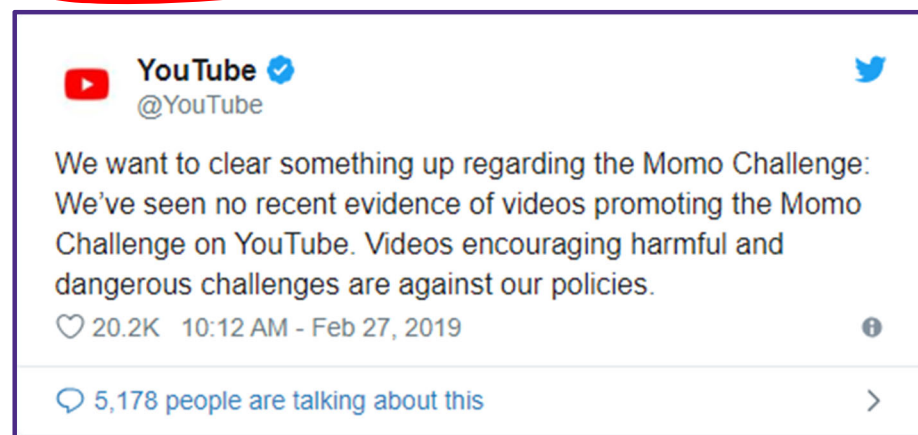 YouTube
@YouTube
We want to clear something up regarding the Momo Challenge:
We’ve seen no recent evidence of videos promoting the Momo
Challenge on YouTube. Videos encouraging harmful and
dangerous challenges are against our policies.
20.2K 10:12 AM - Feb 27, 2019
5,178 people are talking about this